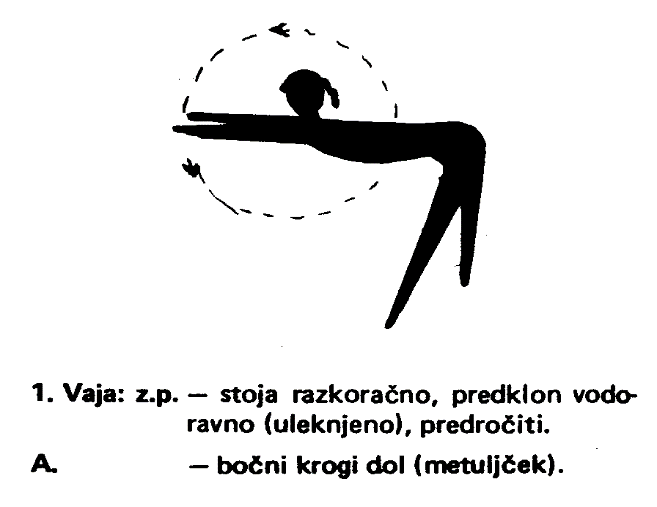 1. Vaja: z.p. — stoja razkoračno, predklon vodo-
ravno (uleknjeno), predročiti.
A. — bočni krogi dol (metuljček).